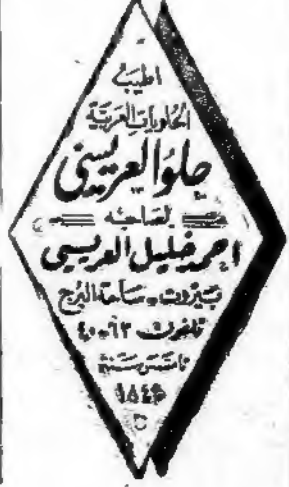 اطيب
الحلويات العربية
حلو العريسي
لصاحبه
احمد خليل العريسي
بيروت - ساحة البرج
تلفون
تأسس سنة